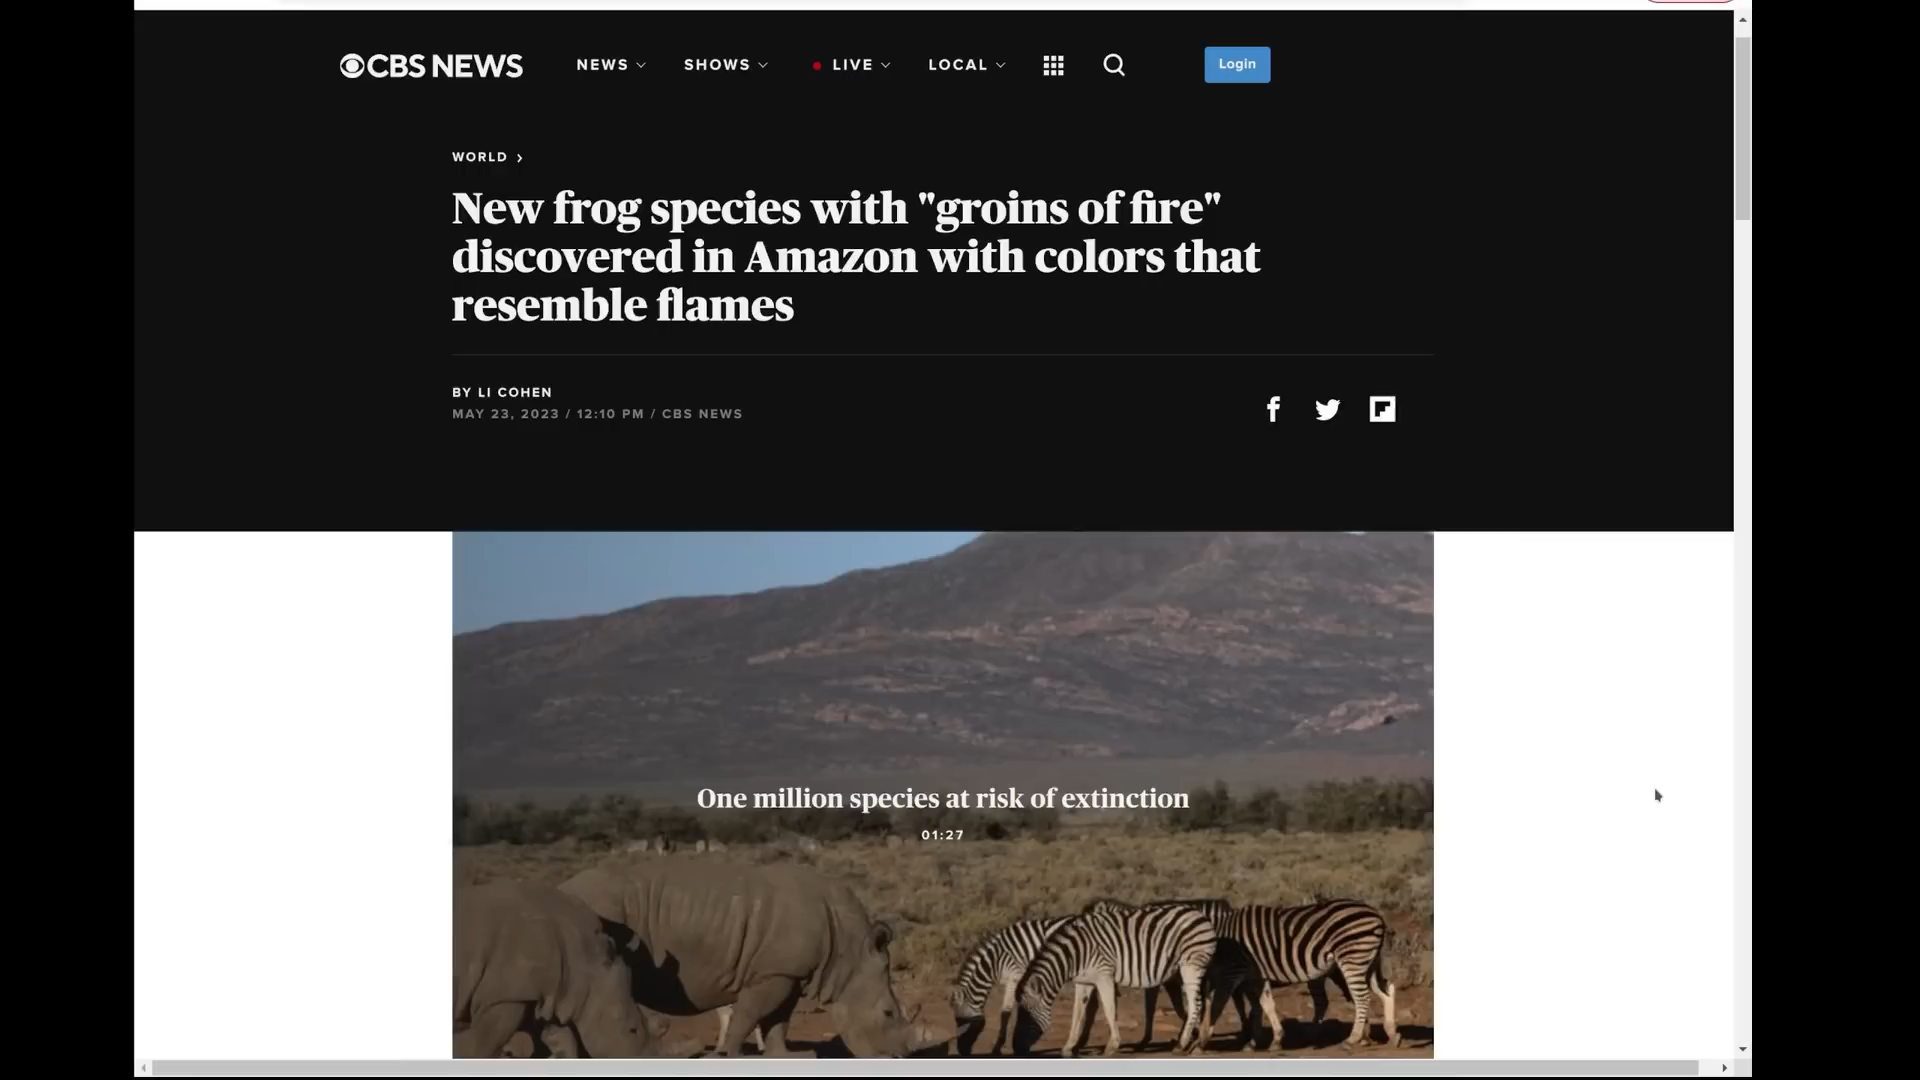 CBS NEWS NEWS SHOWS LIVE LOCAL Login
WORLD
New frog species with "groins of fire"
discovered in Amazon with colors that
resemble flames
BY LI COHEN
MAY 23, 2023 / 12:10 PM / CBS NEWS
One million species at risk of extinction
01:27